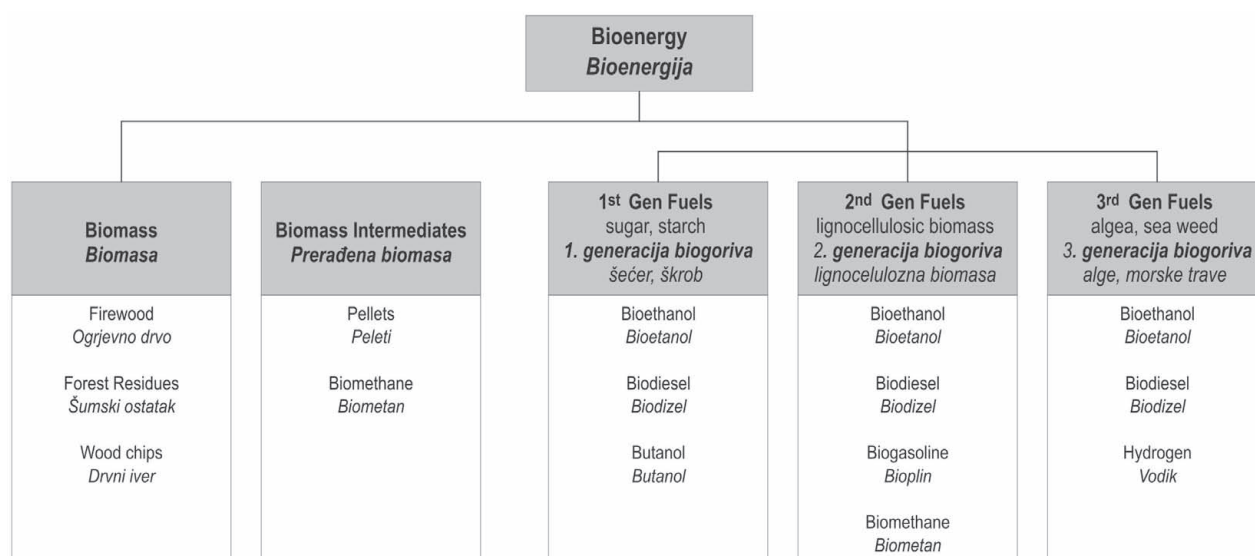 Bioenergy
Bioenergija
Biomass
Biomasa
Firewood
Ogrjevno drvo
Forest Residues
Šumski ostatak
Wood chips
Drvni iver
Biomass Intermediates
Prerađena biomasa
Pellets
Peleti
Biomethane
Biometan
1st Gen Fuels
sugar, starch
1. generacija biogoriva
šećer, škrob
Bioethanol
Bioetanol
Biodiesel
Biodizel
Butanol
Butanol
2nd Gen Fuels
lignocellulosic biomass
2. generacija biogoriva
lignocelulozna biomasa
Bioethanol
Bioetanol
Biodiesel
Biodizel
Biogasoline
Bioplin
Biomethane
Biometan
3rd Gen Fuels
algea, sea weed
3. generacija biogoriva
alge, morske trave
Bioethanol
Bioetanol
Biodiesel
Biodizel
Hydrogen
Vodik